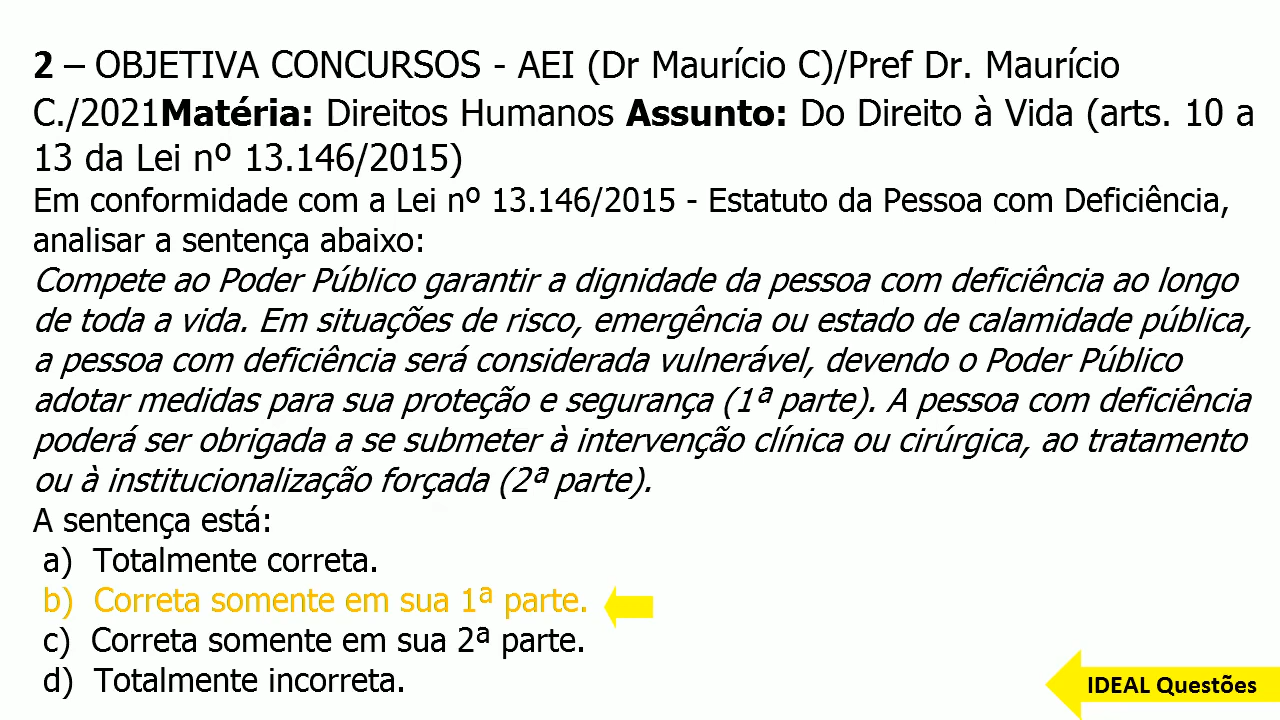 2 – OBJETIVA CONCURSOS - AEI (Dr Maurício C)/Pref Dr. Maurício
C./2021Matéria: Direitos Humanos Assunto: Do Direito à Vida (arts. 10 a
13 da Lei nº 13.146/2015)
Em conformidade com a Lei nº 13.146/2015 - Estatuto da Pessoa com Deficiência,
analisar a sentença abaixo:
Compete ao Poder Público garantir a dignidade da pessoa com deficiência ao longo
de toda a vida. Em situações de risco, emergência ou estado de calamidade pública,
a pessoa com deficiência será considerada vulnerável, devendo o Poder Público
adotar medidas para sua proteção e segurança (1ª parte). A pessoa com deficiência
poderá ser obrigada a se submeter à intervenção clínica ou cirúrgica, ao tratamento
ou à institucionalização forçada (2ª parte).
A sentença está:
a) Totalmente correta.
b) Correta somente em sua 1ª parte.
c) Correta somente em sua 2ª parte.
d) Totalmente incorreta.
IDEAL Questões